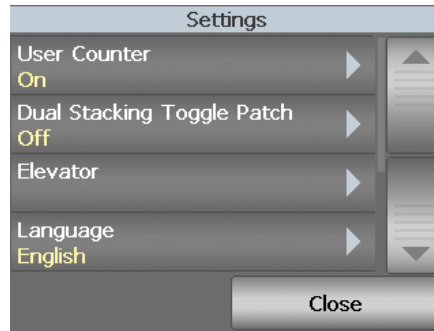 Settings
User Counter
On
Dual Stacking Toggle Patch
Off
Elevator
Language
English
Close